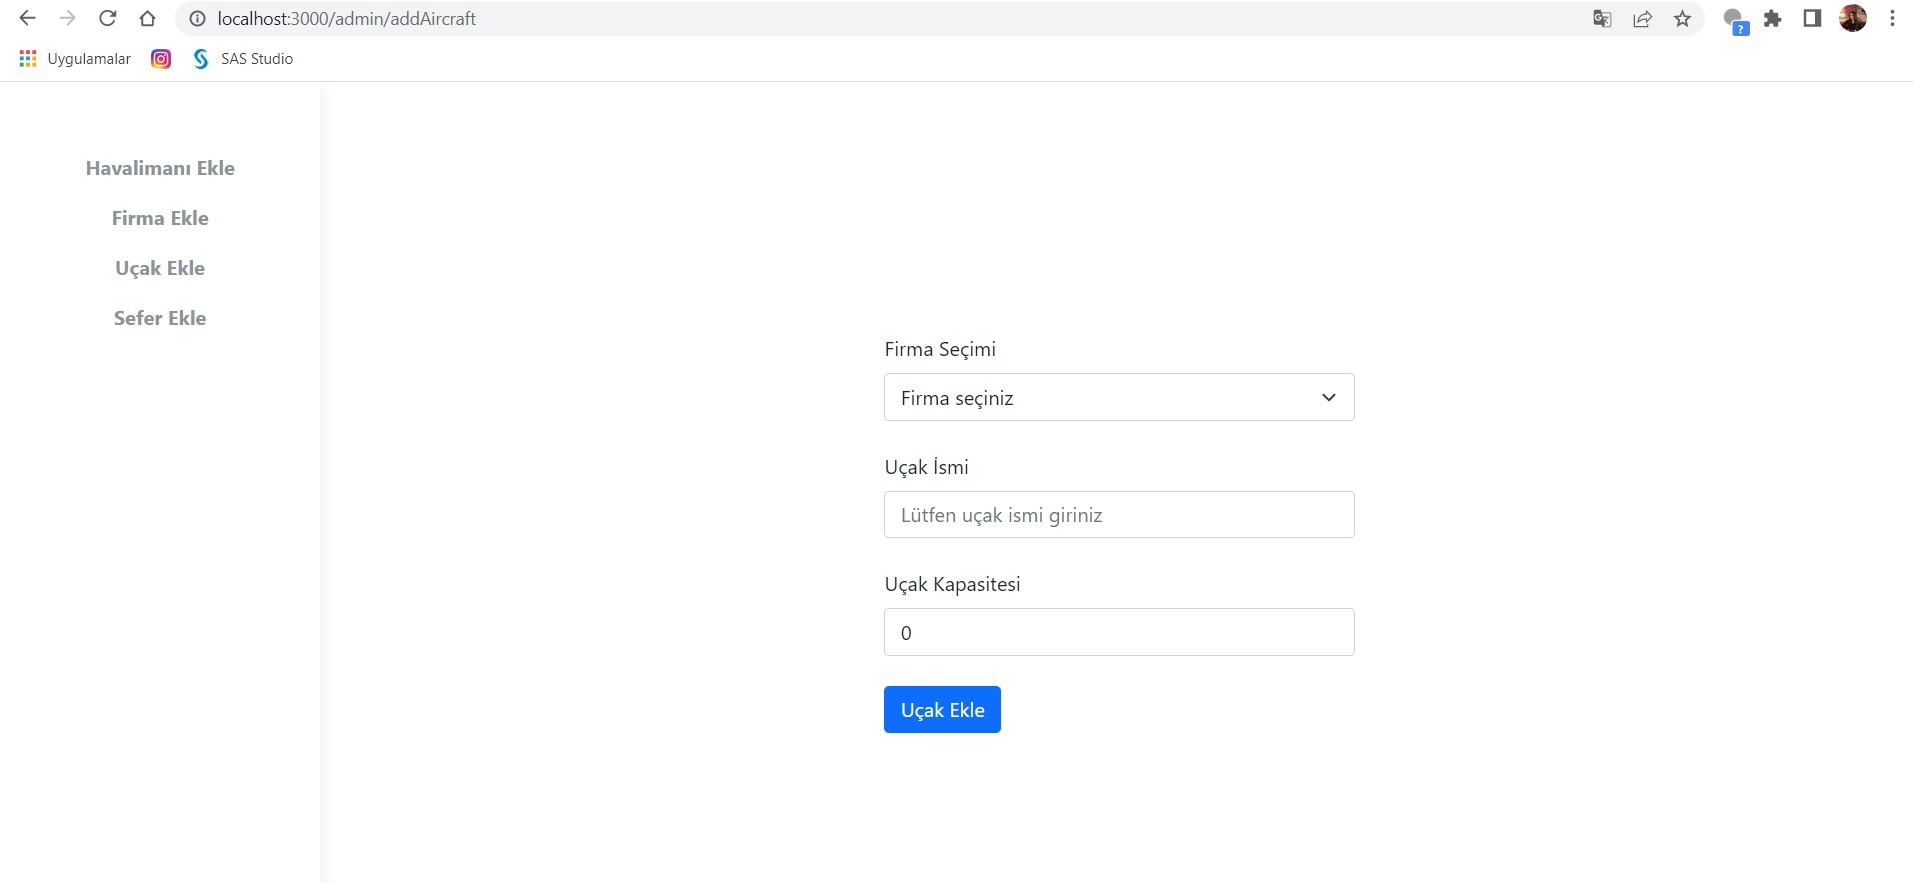 localhost:3000/admin/addAircraft
?
Uygulamalar
SAS Studio
Havalimanı Ekle
Firma Ekle
Uçak Ekle
Sefer Ekle
Firma Seçimi
Firma seçiniz
Uçak İsmi
Lütfen uçak ismi giriniz
Uçak Kapasitesi
0
Uçak Ekle